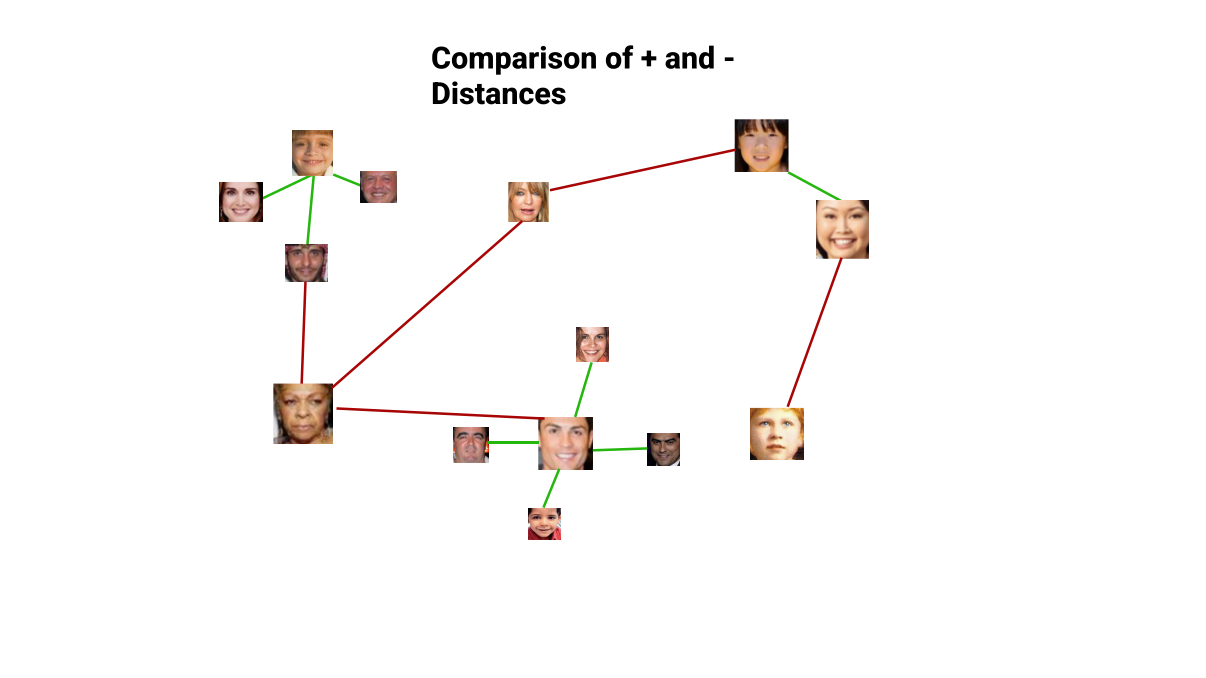 Comparison of + and -
Distances